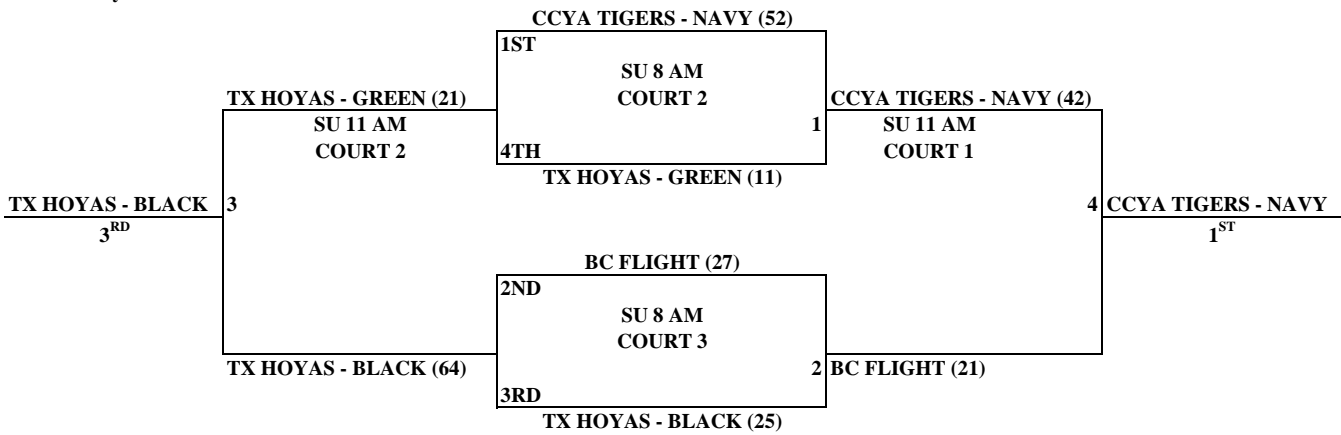 CCYA TIGERS - NAVY (52)
1ST
SU 8 AM
COURT 2
TX HOYAS - GREEN (21)
SU 11 AM
COURT 2
CCYA TIGERS - NAVY (42)
1
SU 11 AM
COURT 1
4TH
TX HOYAS - GREEN (11)
TX HOYAS - BLACK
3
3RD
4
CCYA TIGERS - NAVY
1ST
BC FLIGHT (27)
2ND
SU 8 AM
COURT 3
TX HOYAS - BLACK (64)
2
BC FLIGHT (21)
3RD
TX HOYAS - BLACK (25)